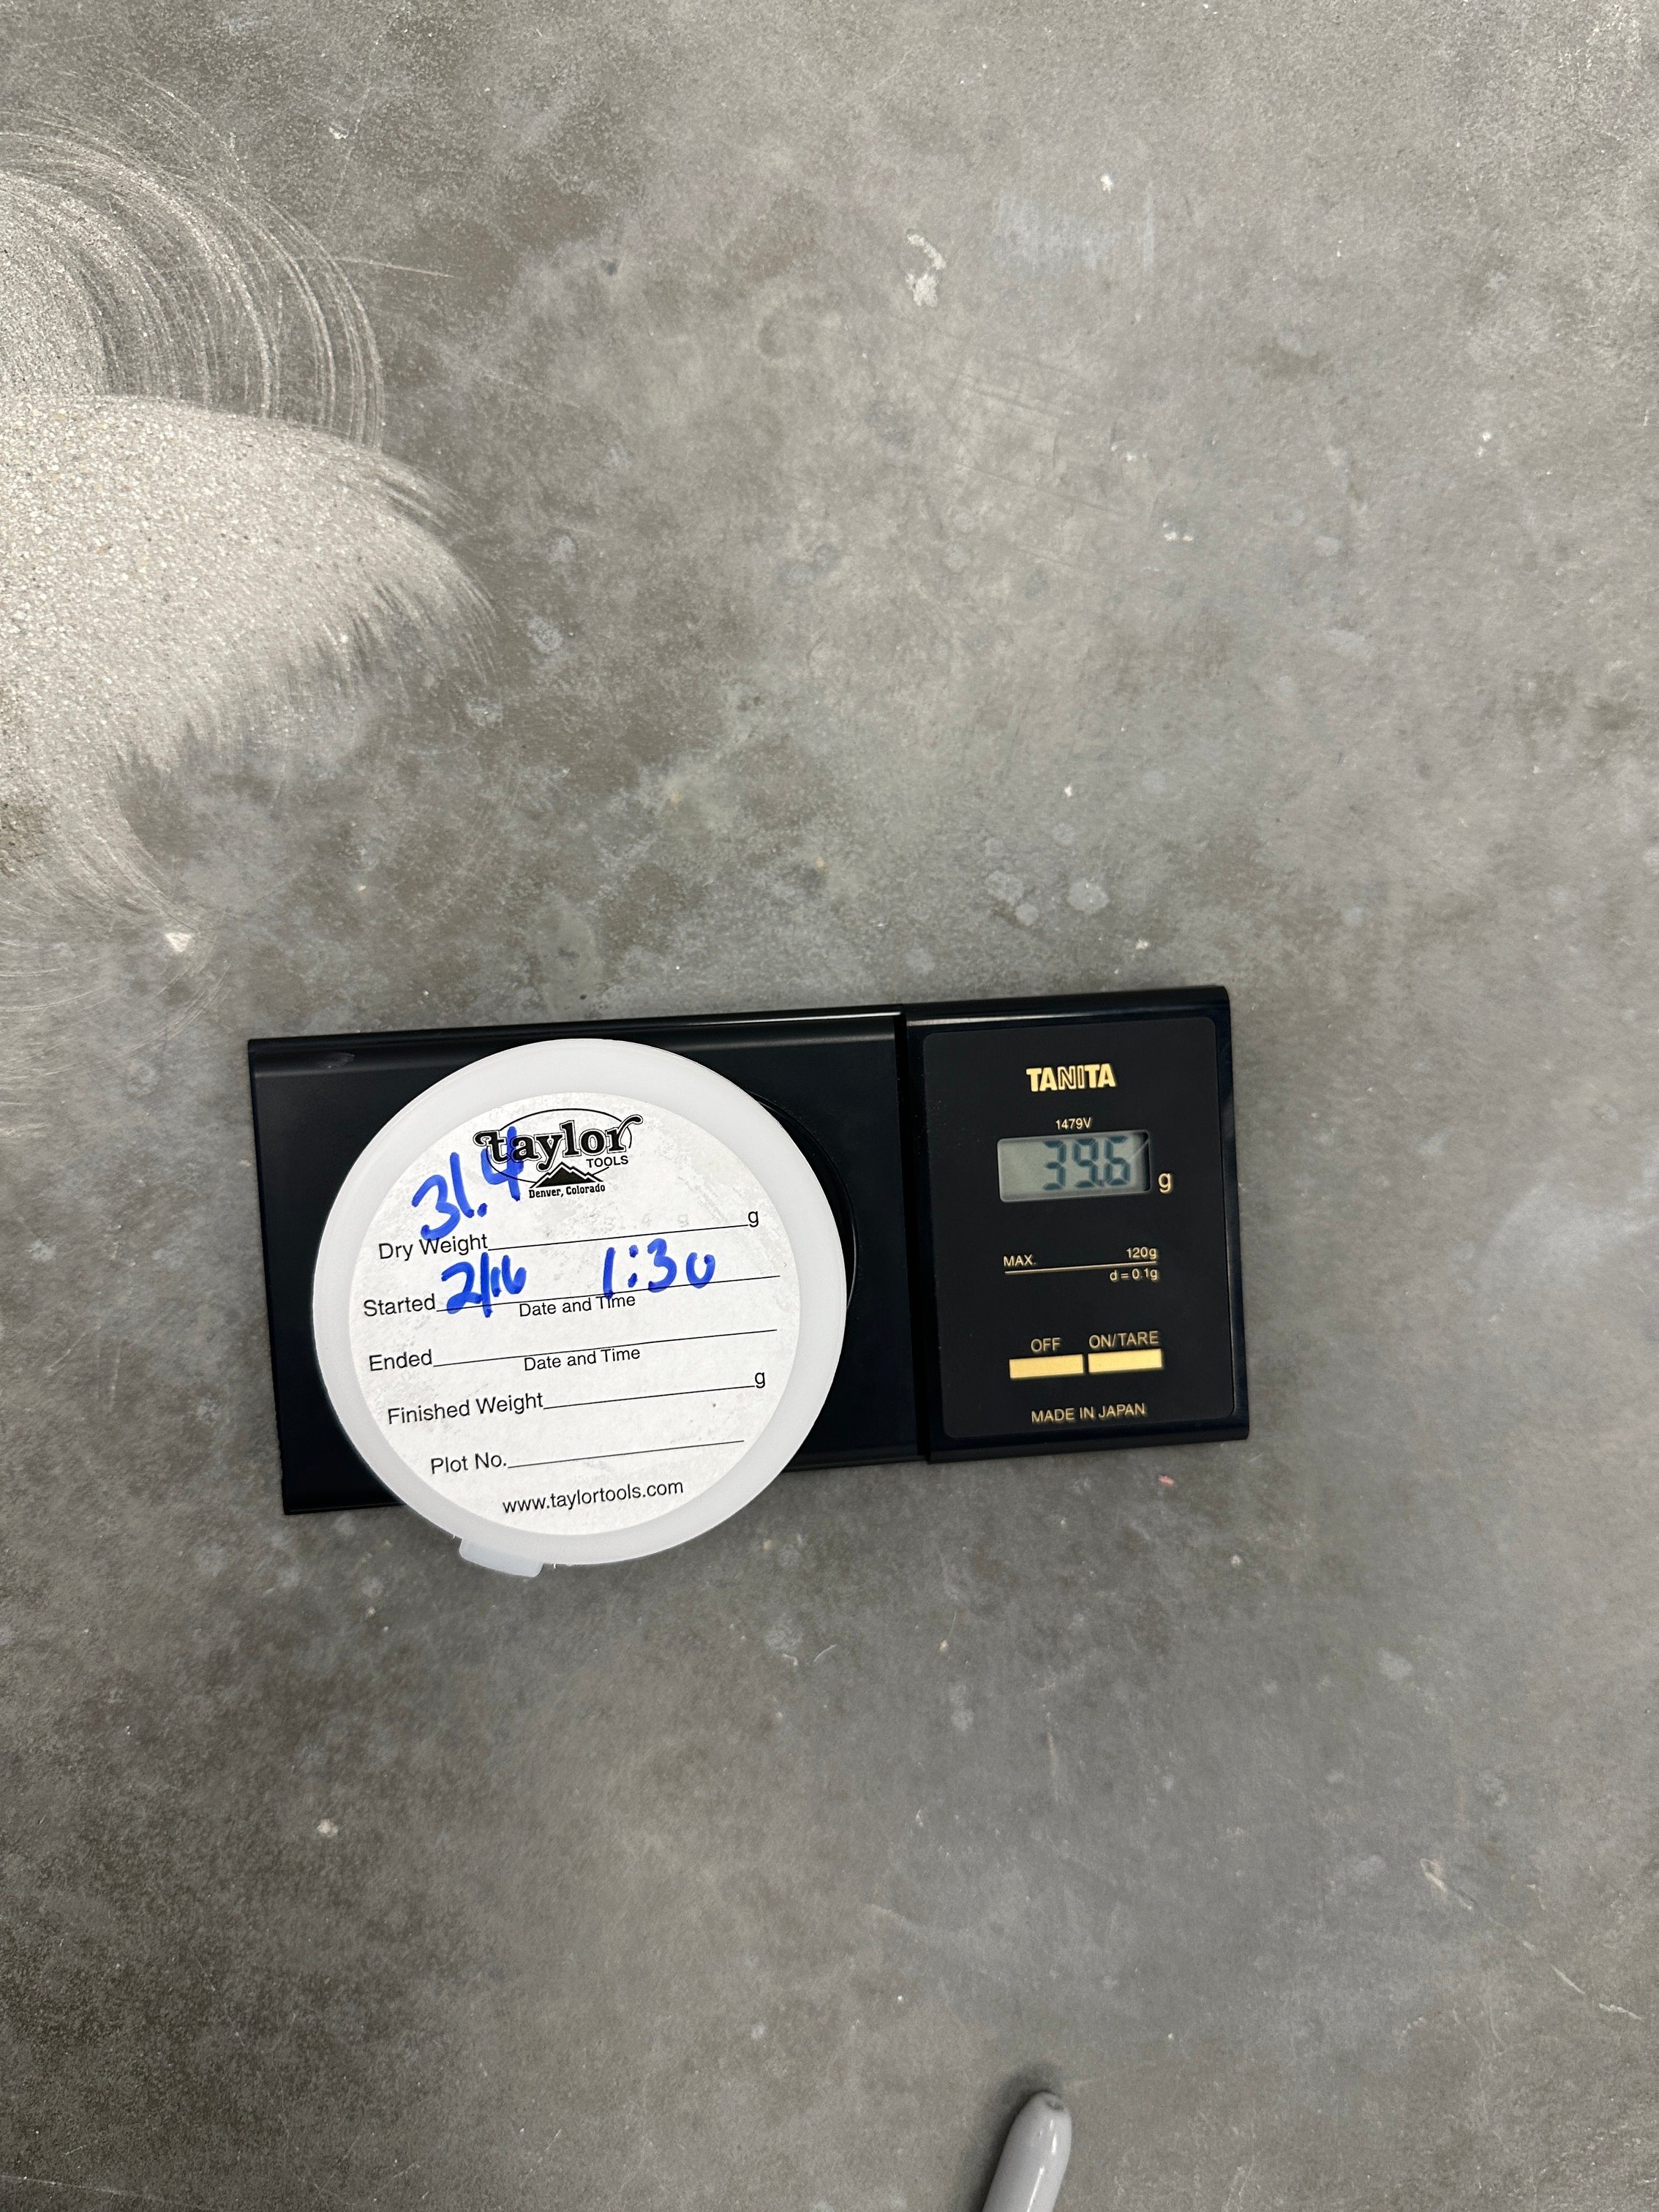 taylor
TOOLS
Denver, Colorado
31.4
31.4 g
Dry Weight g
2/16 1:30
Started
Date and Time
Ended
Date and Time
Finished Weight g
Plot No.
www.taylortools.com
TANITA
1479V
39.6 g
MAX. 120g
d = 0.1g
OFF ON/TARE
MADE IN JAPAN